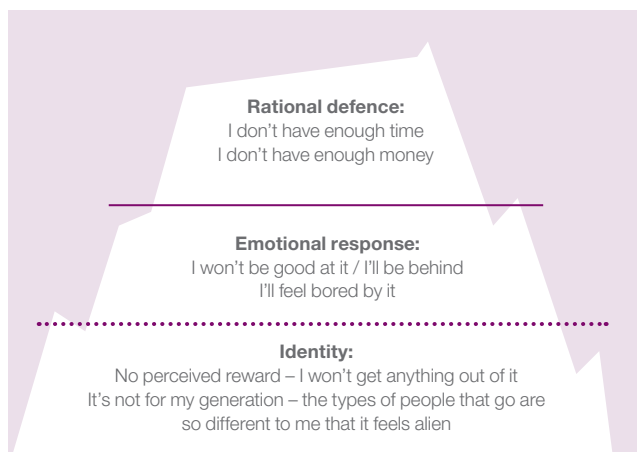 Rational defence:
I don't have enough time
I don't have enough money
Emotional response:
I won't be good at it / I'll be behind
I'll feel bored by it
Identity:
No perceived reward – I won't get anything out of it
It's not for my generation – the types of people that go are
so different to me that it feels alien